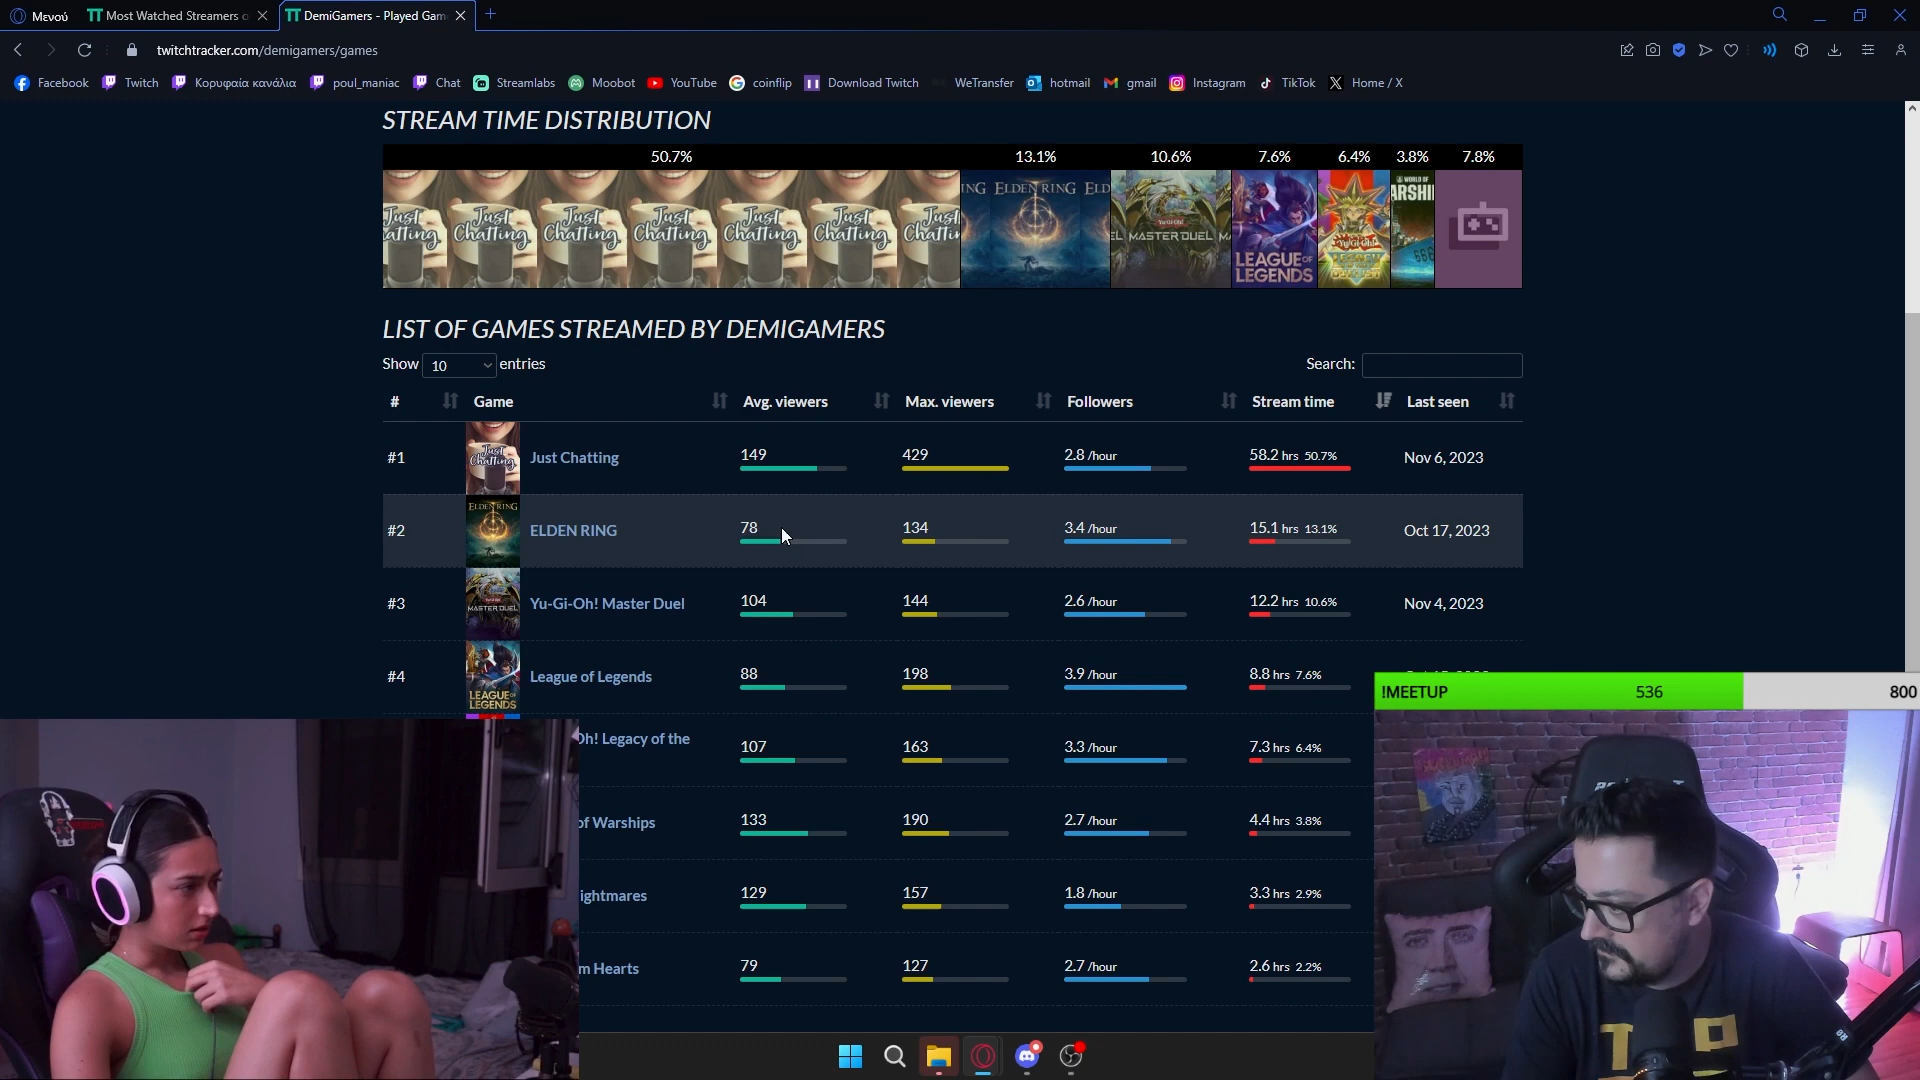 Μενού
Most Watched Streamers o
DemiGamers - Played Gam
twitchtracker.com/demigamers/games
Facebook
Twitch
Κορυφαία κανάλια
poul_maniac
Chat
Streamlabs
Moobot
YouTube
coinflip
Download Twitch
WeTransfer
hotmail
gmail
Instagram
TikTok
Home / X
STREAM TIME DISTRIBUTION
50.7% 13.1% 10.6% 7.6% 6.4% 3.8% 7.8%
LIST OF GAMES STREAMED BY DEMIGAMERS
Show 10 entries
Search:
# Game Avg. viewers Max. viewers Followers Stream time Last seen
#1 Just Chatting 149 429 2.8 /hour 58.2 hrs 50.7% Nov 6, 2023
#2 ELDEN RING 78 134 3.4 /hour 15.1 hrs 13.1% Oct 17, 2023
#3 Yu-Gi-Oh! Master Duel 104 144 2.6 /hour 12.2 hrs 10.6% Nov 4, 2023
#4 League of Legends 88 198 3.9 /hour 8.8 hrs 7.6%
Oh! Legacy of the 107 163 3.3 /hour 7.3 hrs 6.4%
of Warships 133 190 2.7 /hour 4.4 hrs 3.8%
ightmares 129 157 1.8 /hour 3.3 hrs 2.9%
m Hearts 79 127 2.7 /hour 2.6 hrs 2.2%
!MEETUP 536 800